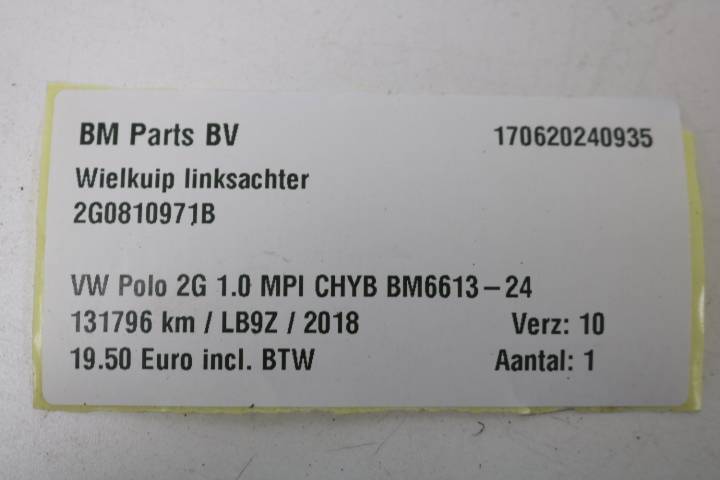 BM Parts BV 170620240935
Wielkuip linksachter
2G0810971B
VW Polo 2G 1.0 MPI CHYB BM6613-24
131796 km / LB9Z / 2018 Verz: 10
19.50 Euro incl. BTW Aantal: 1